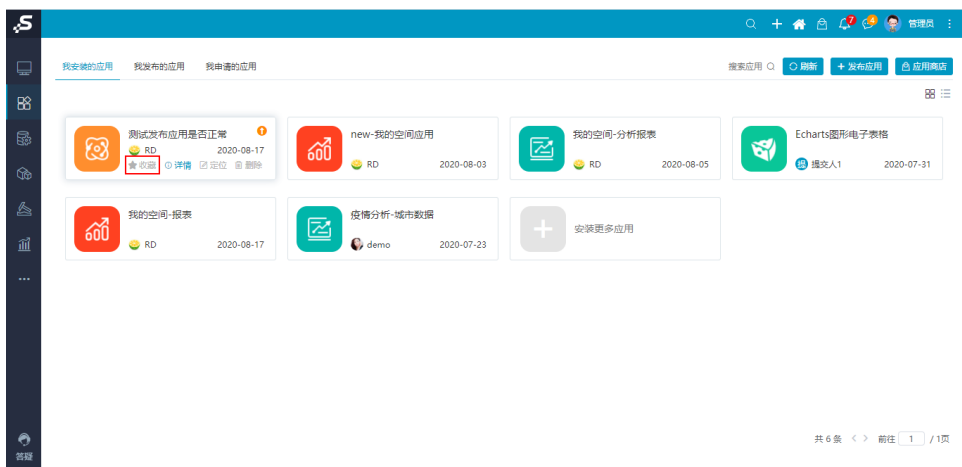 S
7
4
管理员
我安装的应用 我发布的应用 我申请的应用
搜索应用 刷新 + 发布应用 应用商店
测试发布应用是否正常
RD 2020-08-17
收藏 详情 定位 删除
new-我的空间应用
RD 2020-08-03
我的空间-分析报表
RD 2020-08-05
Echarts图形电子表格
提 提交人1 2020-07-31
我的空间-报表
RD 2020-08-17
疫情分析-城市数据
demo 2020-07-23
安装更多应用
共 6 条 < > 前往 1 / 1页
答疑